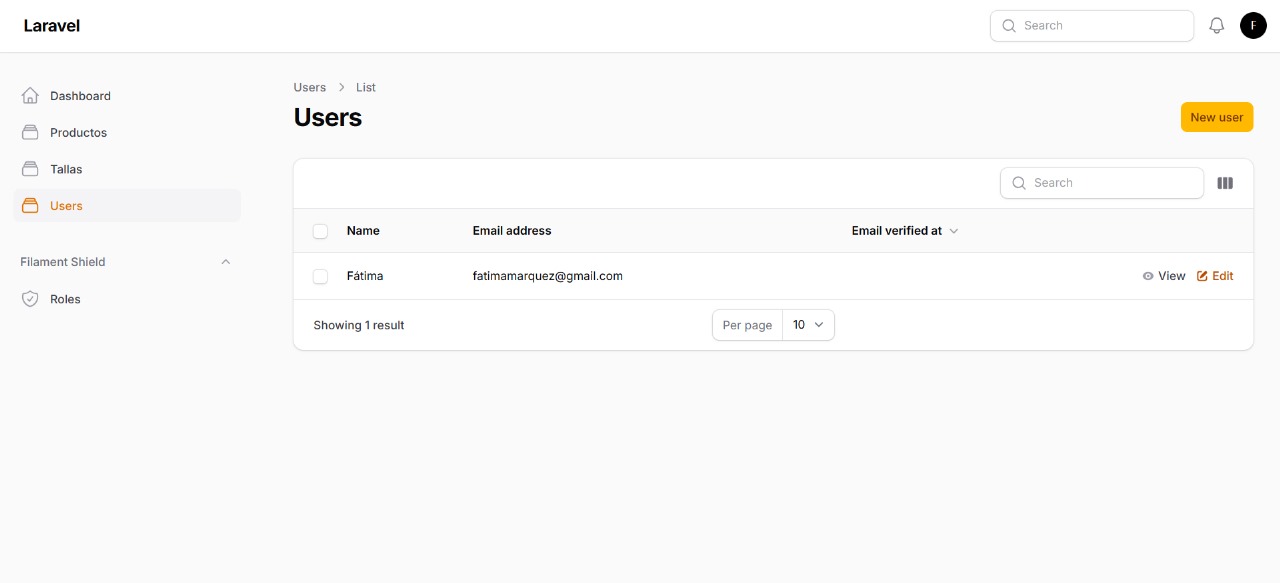 Laravel
Search
F
Dashboard
Productos
Tallas
Users
Filament Shield
Roles
Users > List
Users
New user
Search
Name Email address Email verified at
Fátima fatimamarquez@gmail.com View Edit
Showing 1 result Per page 10